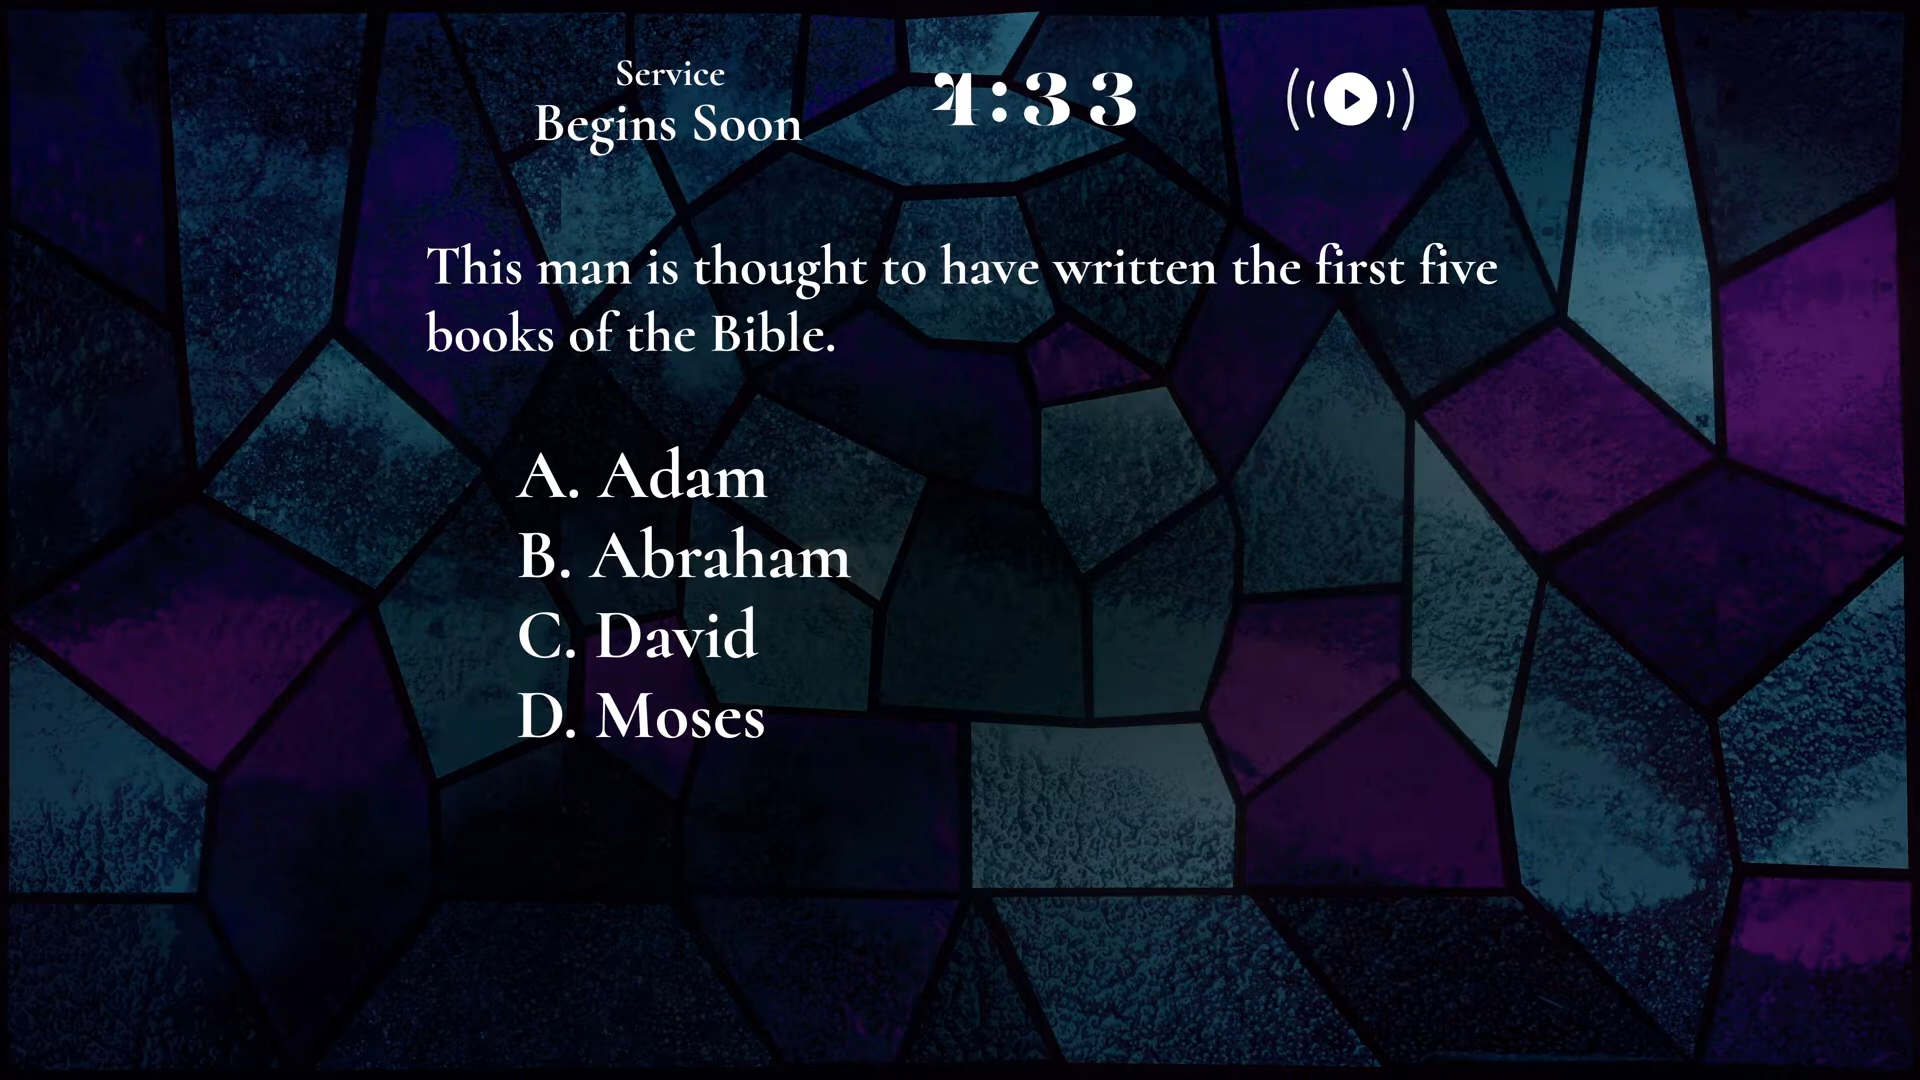 Service
Begins Soon
4:33
This man is thought to have written the first five
books of the Bible.
A. Adam
B. Abraham
C. David
D. Moses